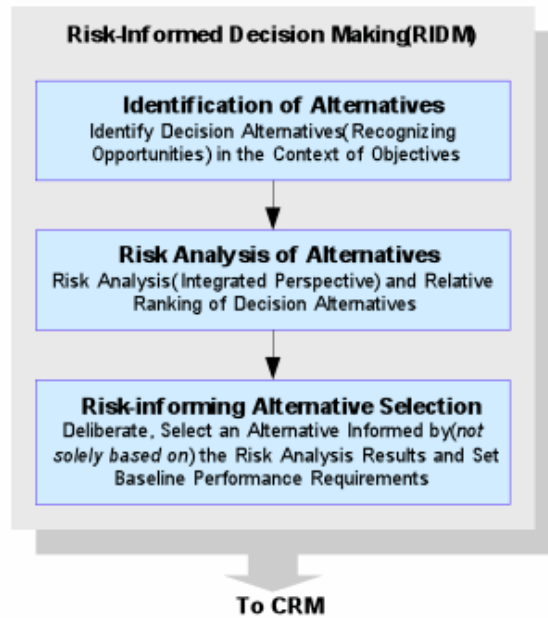 Risk-Informed Decision Making(RIDM)
Identification of Alternatives
Identify Decision Alternatives(Recognizing
Opportunities) in the Context of Objectives
Risk Analysis of Alternatives
Risk Analysis(Integrated Perspective) and Relative
Ranking of Decision Alternatives
Risk-informing Alternative Selection
Deliberate, Select an Alternative Informed by(not
solely based on) the Risk Analysis Results and Set
Baseline Performance Requirements
To CRM